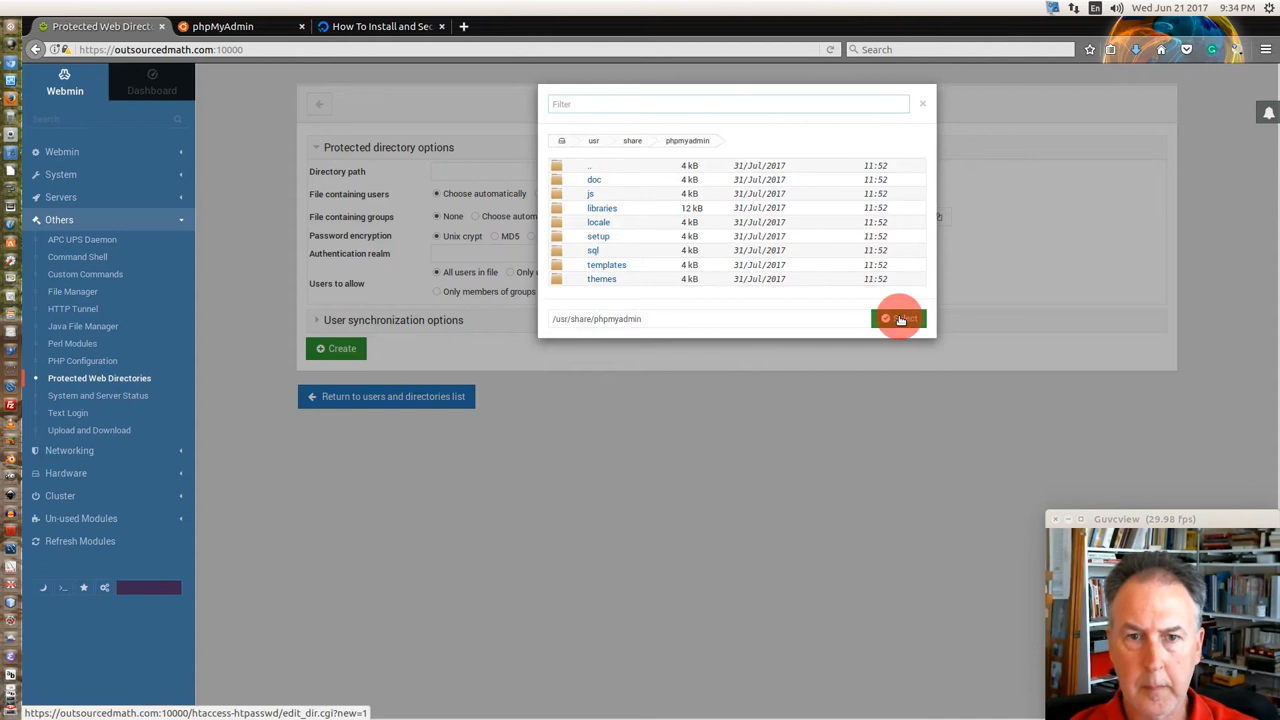 En
Wed Jun 21 2017
9:34 PM
Protected Web Direct ×
phpMyAdmin ×
How To Install and Sec ×
https://outsourcedmath.com:10000
Search
Webmin
Dashboard
Search
Webmin
System
Servers
Others
APC UPS Daemon
Command Shell
Custom Commands
File Manager
HTTP Tunnel
Java File Manager
Perl Modules
PHP Configuration
Protected Web Directories
System and Server Status
Text Login
Upload and Download
Networking
Hardware
Cluster
Un-used Modules
Refresh Modules
Protected directory options
Directory path
File containing users Choose automatically
File containing groups None Choose autom
Password encryption Unix crypt MD5
Authentication realm
Users to allow All users in file Only
Only members of groups
User synchronization options
Create
Return to users and directories list
Filter
usr share phpmyadmin
.. 4 kB 31/Jul/2017 11:52
doc 4 kB 31/Jul/2017 11:52
js 4 kB 31/Jul/2017 11:52
libraries 12 kB 31/Jul/2017 11:52
locale 4 kB 31/Jul/2017 11:52
setup 4 kB 31/Jul/2017 11:52
sql 4 kB 31/Jul/2017 11:52
templates 4 kB 31/Jul/2017 11:52
themes 4 kB 31/Jul/2017 11:52
/usr/share/phpmyadmin
Select
Guvcview (29.98 fps)
https://outsourcedmath.com:10000/htaccess-htpasswd/edit_dir.cgi?new=1